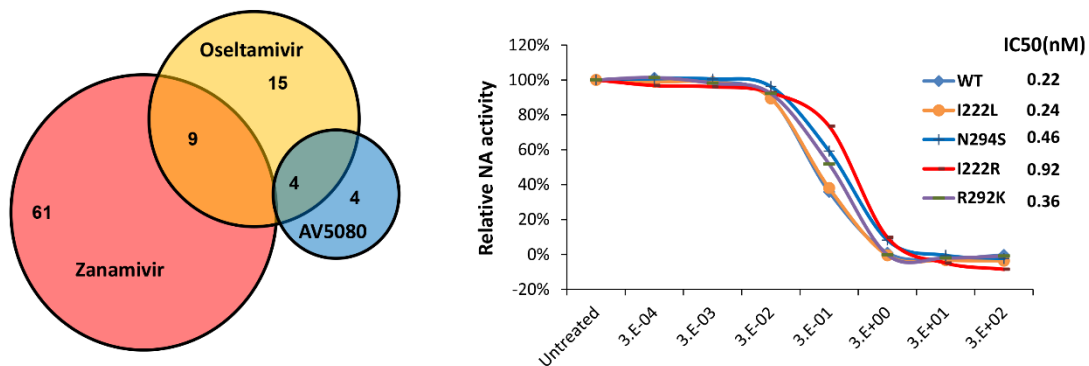 Oseltamivir
15
9
4
4
AV5080
61
Zanamivir
Relative NA activity
120%
100%
80%
60%
40%
20%
0%
-20%
Untreated
3.E-04
3.E-03
3.E-02
3.E-01
3.E+00
3.E+01
3.E+02
IC50(nM)
WT 0.22
I222L 0.24
N294S 0.46
I222R 0.92
R292K 0.36